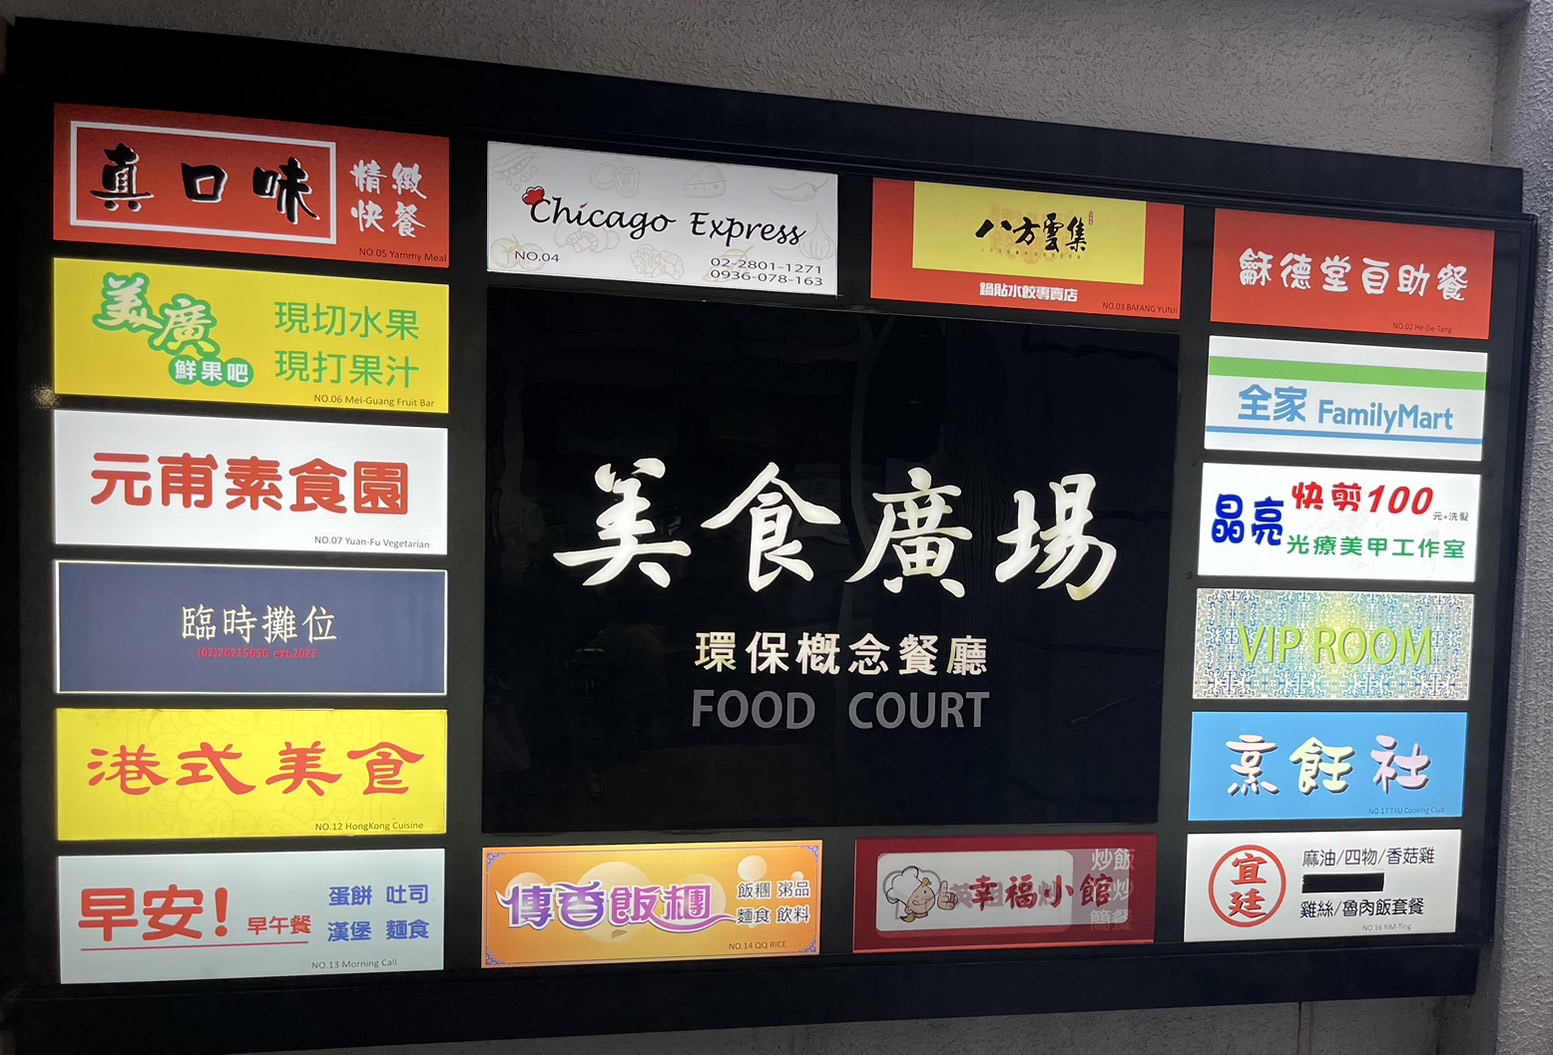 真口味 精緻
快餐
NO.05 Yammy Meal
Chicago Express
NO.04
02-2801-1271
0936-078-163
八方雲集
鍋貼水餃專賣店
NO.03 BAFANG YUNJI
龢德堂自助餐
NO.02 He-De-Tang
美廣
鮮果吧
現切水果
現打果汁
NO.06 Mei-Guang Fruit Bar
全家 FamilyMart
元甫素食園
NO.07 Yuan-Fu Vegetarian
美食廣場
環保概念餐廳
FOOD COURT
晶亮
快剪100
元+洗髮
光療美甲工作室
臨時攤位
(02)26215656 ext.2027
VIP ROOM
港式美食
NO.12 HongKong Cuisine
烹飪社
NO 17 TKU Cooking Club
早安!
早午餐
蛋餅 吐司
漢堡 麵食
NO.13 Morning Call
傳香飯糰
飯糰 粥品
麵食 飲料
NO.14 QQ RICE
幸福小館
炒飯
簡餐
宜廷
麻油/四物/香菇雞
雞絲/魯肉飯套餐
NO 16 YiM-Ting